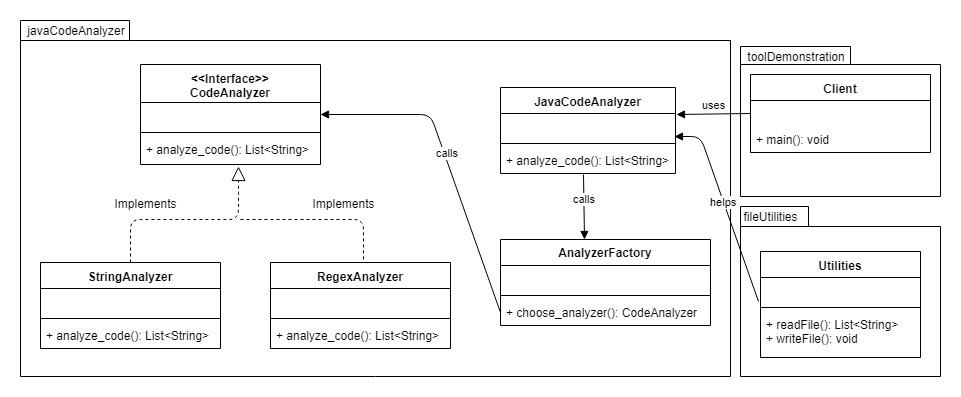 javaCodeAnalyzer
<<Interface>>
CodeAnalyzer
+ analyze_code(): List<String>
Implements
Implements
StringAnalyzer
+ analyze_code(): List<String>
RegexAnalyzer
+ analyze_code(): List<String>
calls
JavaCodeAnalyzer
+ analyze_code(): List<String>
calls
AnalyzerFactory
+ choose_analyzer(): CodeAnalyzer
uses
helps
toolDemonstration
Client
+ main(): void
fileUtilities
Utilities
+ readFile(): List<String>
+ writeFile(): void